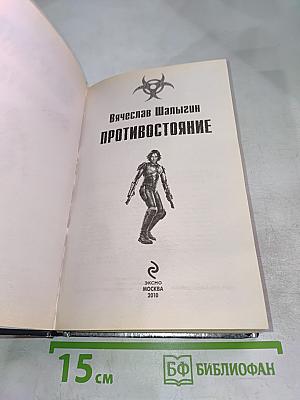 Вячеслав Шалыгин
ПРОТИВОСТОЯНИЕ
ЭКСМО
МОСКВА
2010
15 см
БФ БИБЛИОФАН